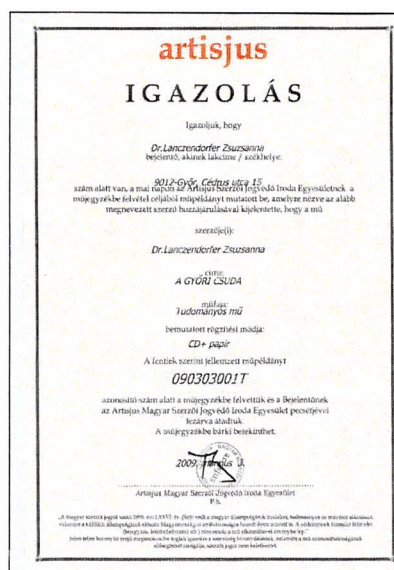 artisjus
IGAZOLÁS
Igazoljuk, hogy
Dr.Lanczendorfer Zsuzsanna
bejelentő, akinek lakcíme / székhelye:
9012-Győr, Cédrus utca 15
szám alatt van, a mai napon az Artisjus Szerzői Jogvédő Iroda Egyesületnek a
műjegyzékbe felvétel céljából műpéldányt mutatott be, amelyre nézve az alább
megnevezett szerző hozzájárulásával kijelentette, hogy a mű
szerzője(i):
Dr.Lanczendorfer Zsuzsanna
címe:
A GYŐRI CSUDA
műfaja:
Tudományos mű
bemutatott rögzítési módja:
CD+ papír
A fentiek szerint jellemzett műpéldányt
090303001T
azonosító szám alatt a műjegyzékbe felvettük és a Bejelentőnek
az Artisjus Magyar Szerzői Jogvédő Iroda Egyesület pecsétjével
lezárva átadtuk.
A műjegyzékbe bárki betekinthet.
2009. március 3.
Artisjus Magyar Szerzői Jogvédő Iroda Egyesület
P.h.